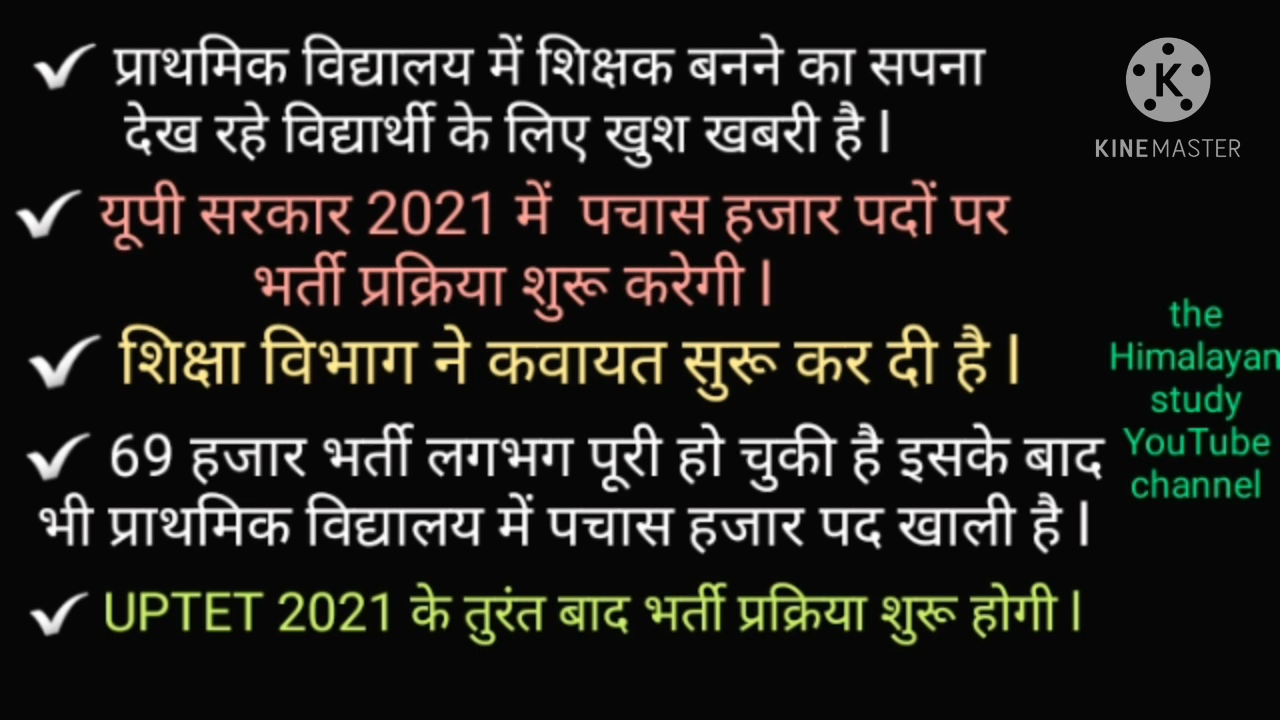 प्राथमिक विद्यालय में शिक्षक बनने का सपना
देख रहे विद्यार्थी के लिए खुश खबरी है l
यूपी सरकार 2021 में पचास हजार पदों पर
भर्ती प्रक्रिया शुरू करेगी l
शिक्षा विभाग ने कवायत सुरू कर दी है l
69 हजार भर्ती लगभग पूरी हो चुकी है इसके बाद
भी प्राथमिक विद्यालय में पचास हजार पद खाली है l
UPTET 2021 के तुरंत बाद भर्ती प्रक्रिया शुरू होगी l
K
KINEMASTER
the
Himalayan
study
YouTube
channel